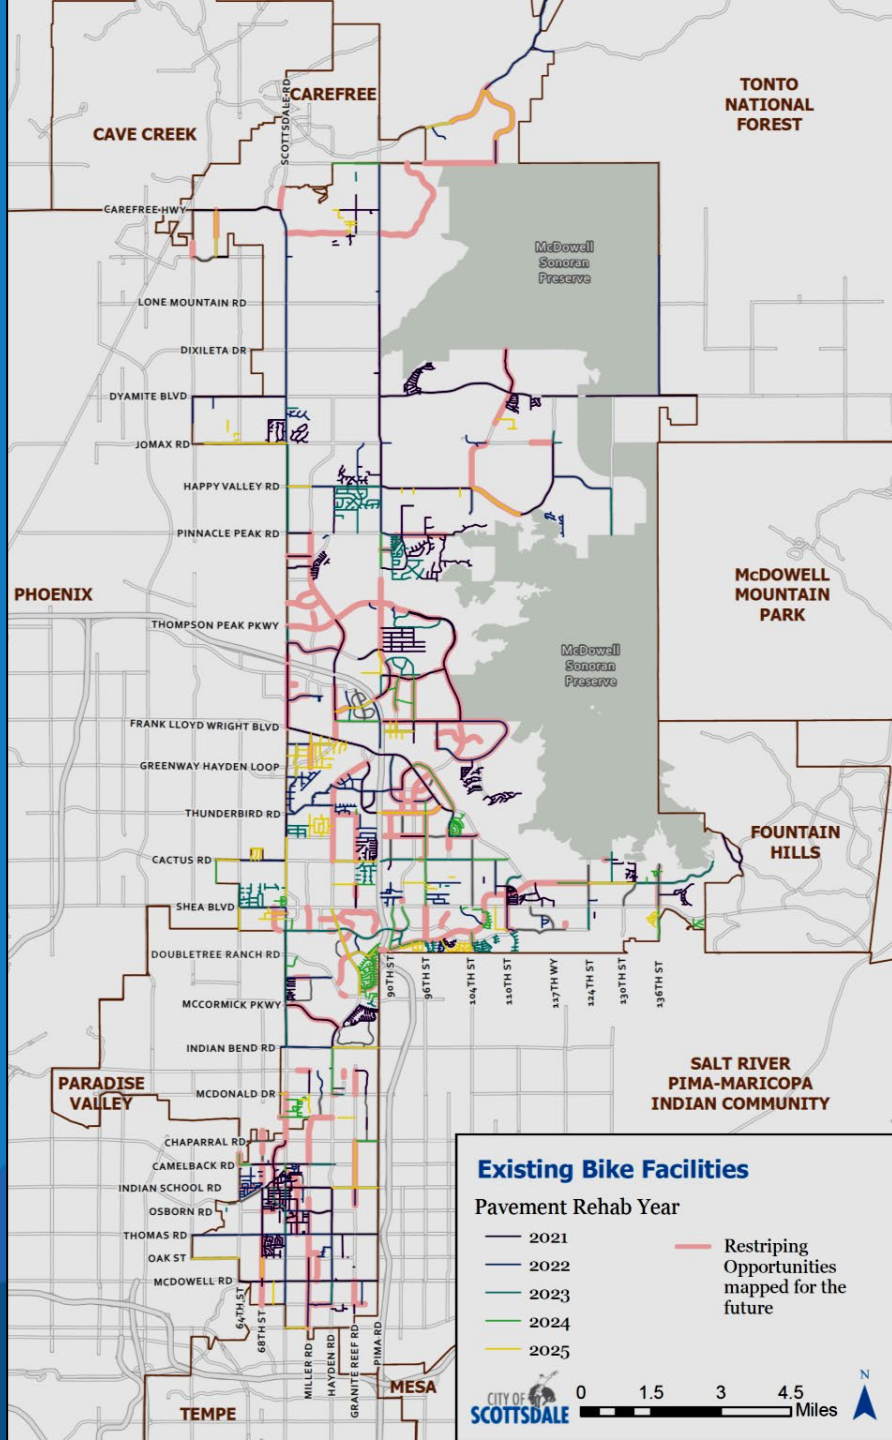 CAREFREE
TONTO
NATIONAL
FOREST
CAVE CREEK
SCOTTSDALE RD
CAREFREE HWY
McDowell
Sonoran
Preserve
LONE MOUNTAIN RD
DIXILETA DR
DYAMITE BLVD
JOMAX RD
HAPPY VALLEY RD
PINNACLE PEAK RD
PHOENIX
McDOWELL
MOUNTAIN
PARK
THOMPSON PEAK PKWY
McDowell
Sonoran
Preserve
FRANK LLOYD WRIGHT BLVD
GREENWAY HAYDEN LOOP
THUNDERBIRD RD
FOUNTAIN
HILLS
CACTUS RD
SHEA BLVD
DOUBLETREE RANCH RD
90TH ST
96TH ST
104TH ST
110TH ST
117TH WY
124TH ST
130TH ST
136TH ST
MCCORMICK PKWY
INDIAN BEND RD
PARADISE
VALLEY
MCDONALD DR
SALT RIVER
PIMA-MARICOPA
INDIAN COMMUNITY
CHAPARRAL RD
CAMELBACK RD
INDIAN SCHOOL RD
OSBORN RD
THOMAS RD
OAK ST
MCDOWELL RD
64TH ST
68TH ST
MILLER RD
HAYDEN RD
GRANITE REEF RD
PIMA RD
MESA
TEMPE
Existing Bike Facilities
Pavement Rehab Year
2021
2022
2023
2024
2025
Restriping
Opportunities
mapped for the
future
CITY OF
SCOTTSDALE
0 1.5 3 4.5
Miles
N